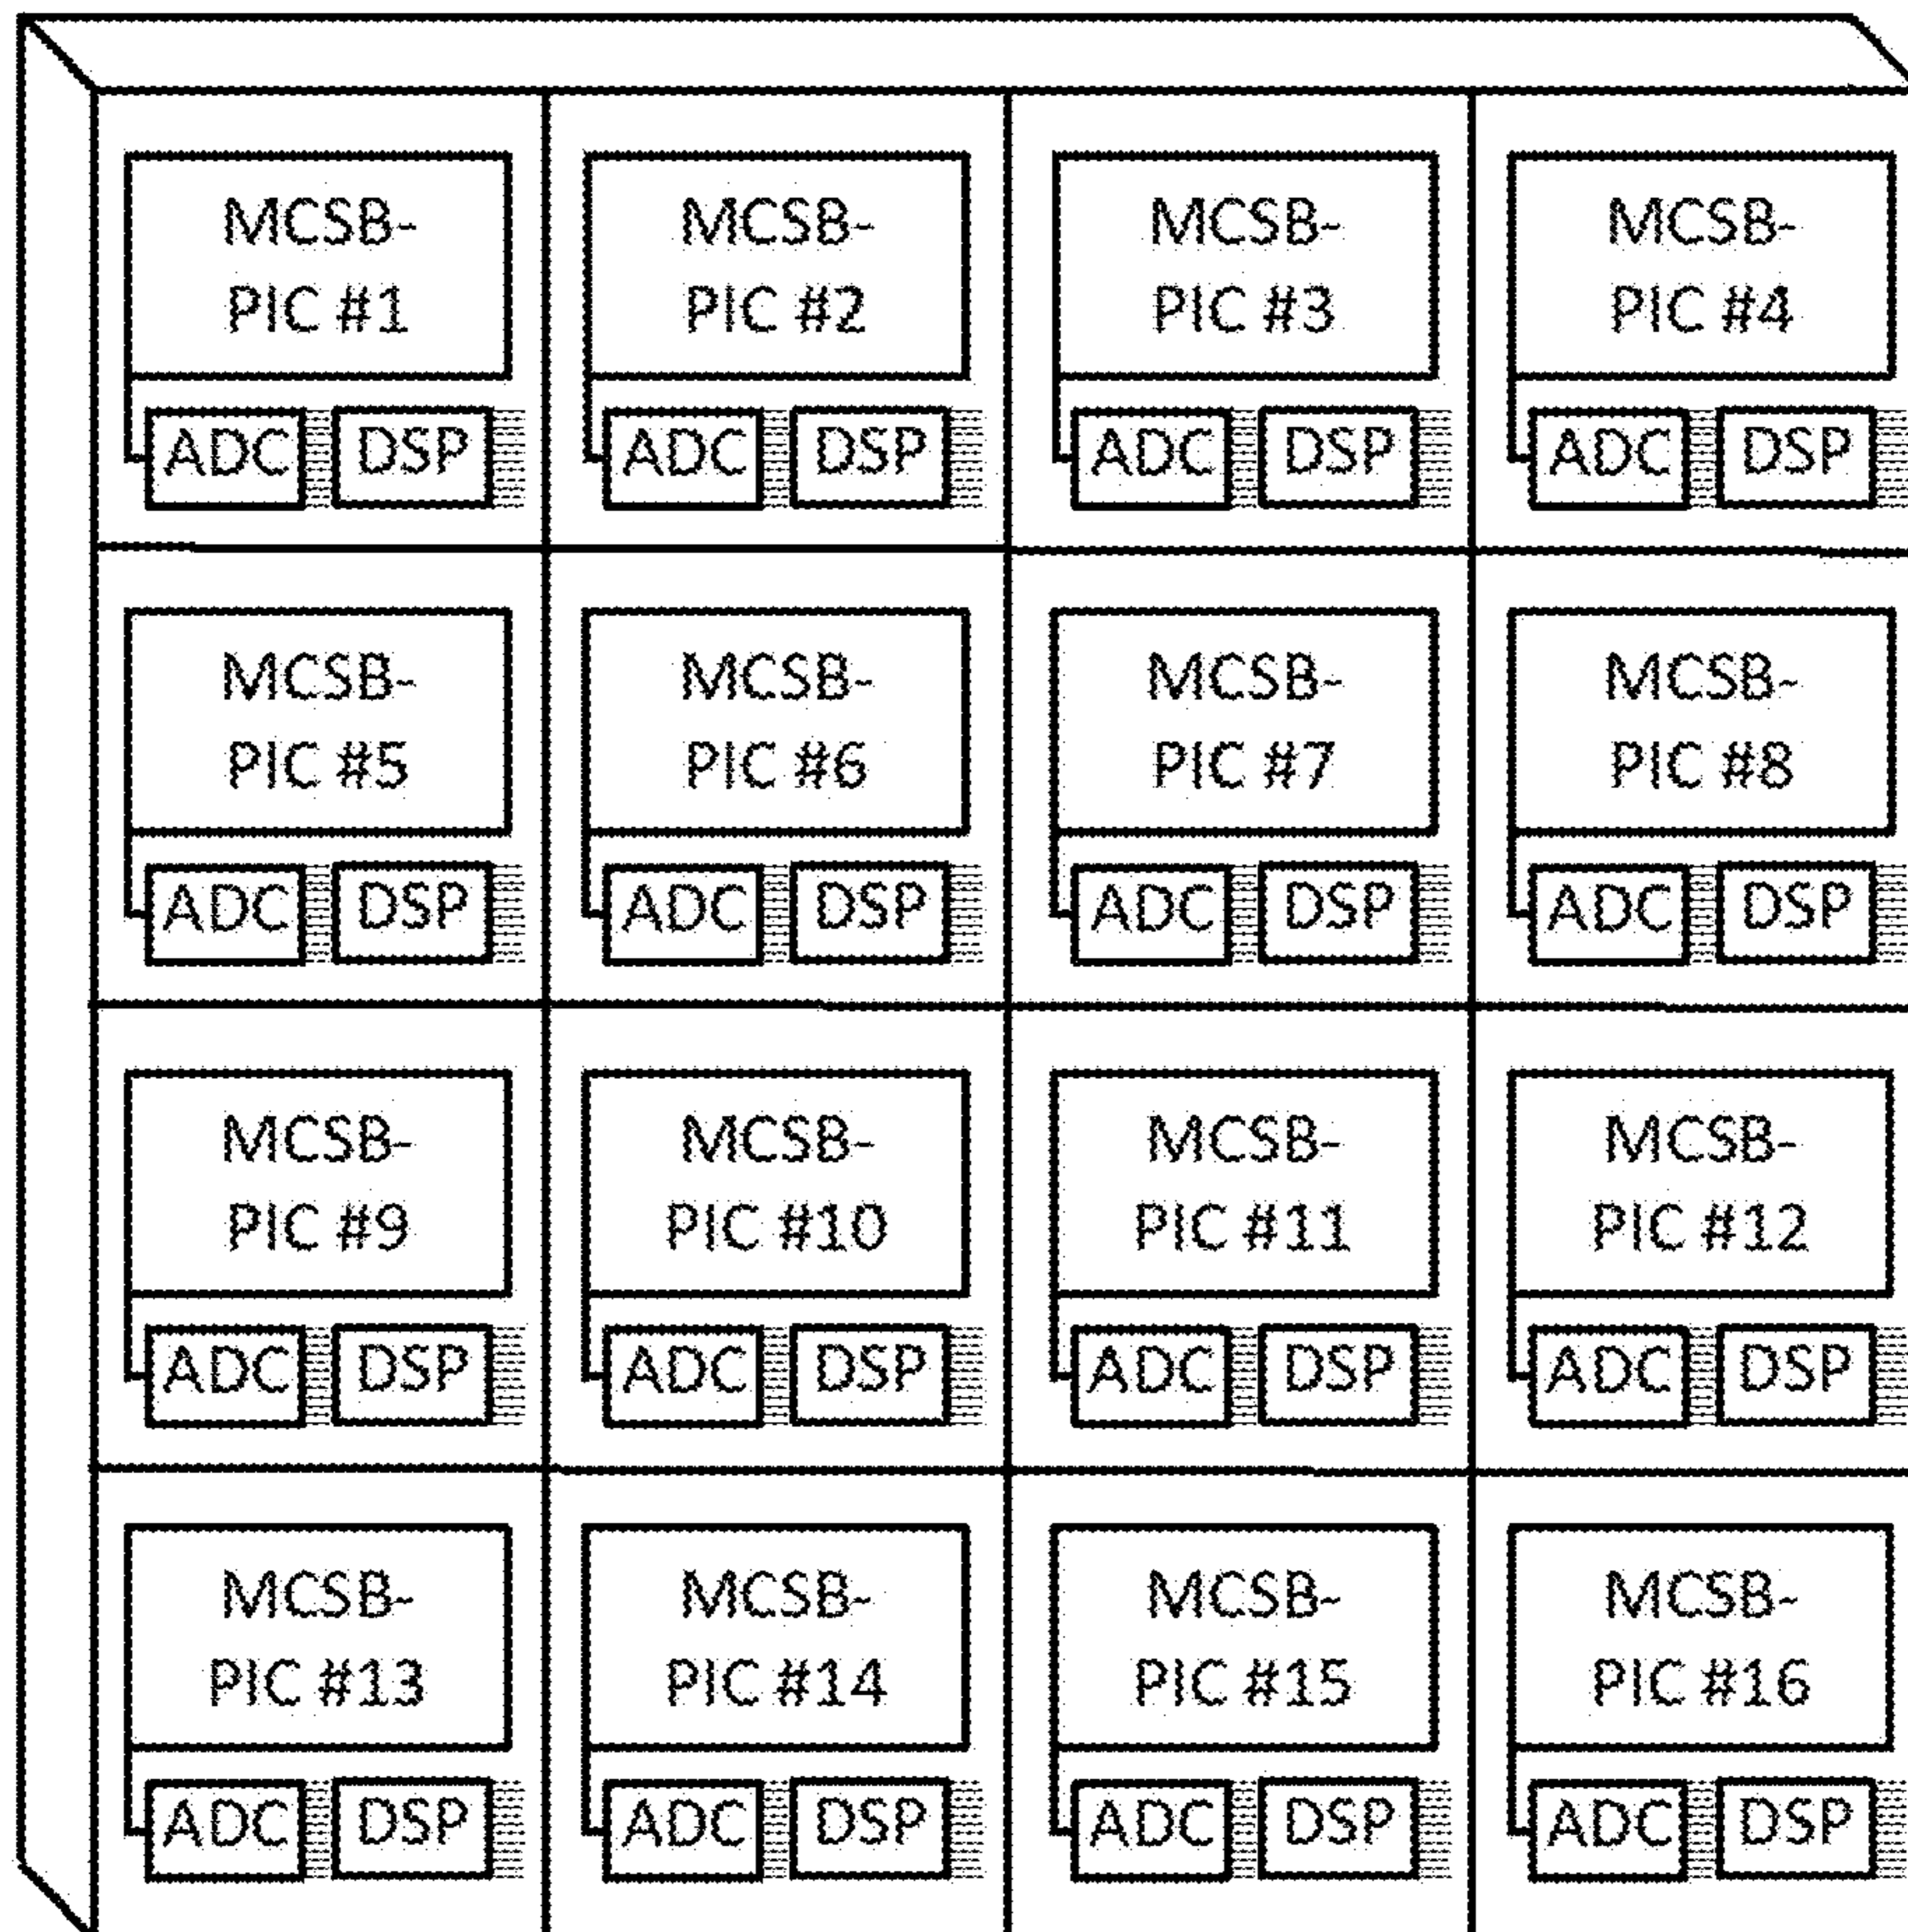 MCSB-
PIC #1
ADC DSP
MCSB-
PIC #2
ADC DSP
MCSB-
PIC #3
ADC DSP
MCSB-
PIC #4
ADC DSP
MCSB-
PIC #5
ADC DSP
MCSB-
PIC #6
ADC DSP
MCSB-
PIC #7
ADC DSP
MCSB-
PIC #8
ADC DSP
MCSB-
PIC #9
ADC DSP
MCSB-
PIC #10
ADC DSP
MCSB-
PIC #11
ADC DSP
MCSB-
PIC #12
ADC DSP
MCSB-
PIC #13
ADC DSP
MCSB-
PIC #14
ADC DSP
MCSB-
PIC #15
ADC DSP
MCSB-
PIC #16
ADC DSP